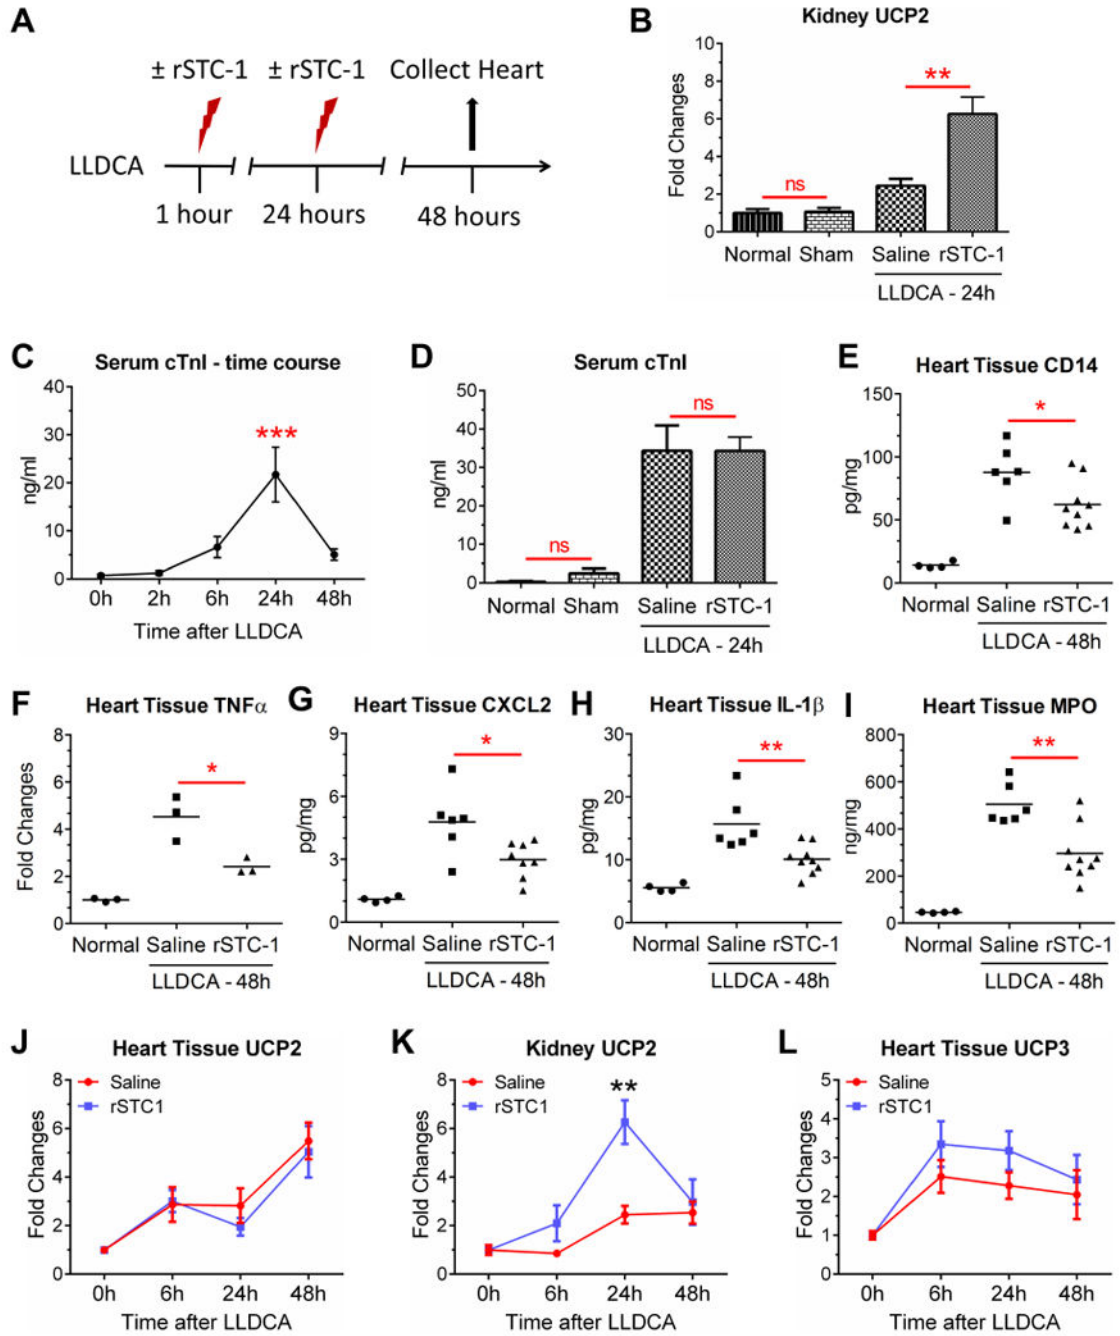 A
± rSTC-1 ± rSTC-1 Collect Heart
LLDCA
1 hour 24 hours 48 hours
B
Kidney UCP2
Fold Changes
10
8
6
4
2
0
ns
**
Normal Sham Saline rSTC-1
LLDCA - 24h
C
Serum cTnI - time course
ng/ml
40
30
20
10
0
***
0h 2h 6h 24h 48h
Time after LLDCA
D
Serum cTnI
ng/ml
50
40
30
20
10
0
ns
ns
Normal Sham Saline rSTC-1
LLDCA - 24h
E
Heart Tissue CD14
pg/mg
150
100
50
0
*
Normal Saline rSTC-1
LLDCA - 48h
F
Heart Tissue TNFα
Fold Changes
8
6
4
2
0
*
Normal Saline rSTC-1
LLDCA - 48h
G
Heart Tissue CXCL2
pg/mg
9
6
3
0
*
Normal Saline rSTC-1
LLDCA - 48h
H
Heart Tissue IL-1β
pg/mg
30
20
10
0
**
Normal Saline rSTC-1
LLDCA - 48h
I
Heart Tissue MPO
ng/mg
800
600
400
200
0
**
Normal Saline rSTC-1
LLDCA - 48h
J
Heart Tissue UCP2
Fold Changes
8
6
4
2
0
Saline
rSTC1
0h 6h 24h 48h
Time after LLDCA
K
Kidney UCP2
Fold Changes
8
6
4
2
0
Saline
rSTC1
**
0h 6h 24h 48h
Time after LLDCA
L
Heart Tissue UCP3
Fold Changes
5
4
3
2
1
0
Saline
rSTC1
0h 6h 24h 48h
Time after LLDCA